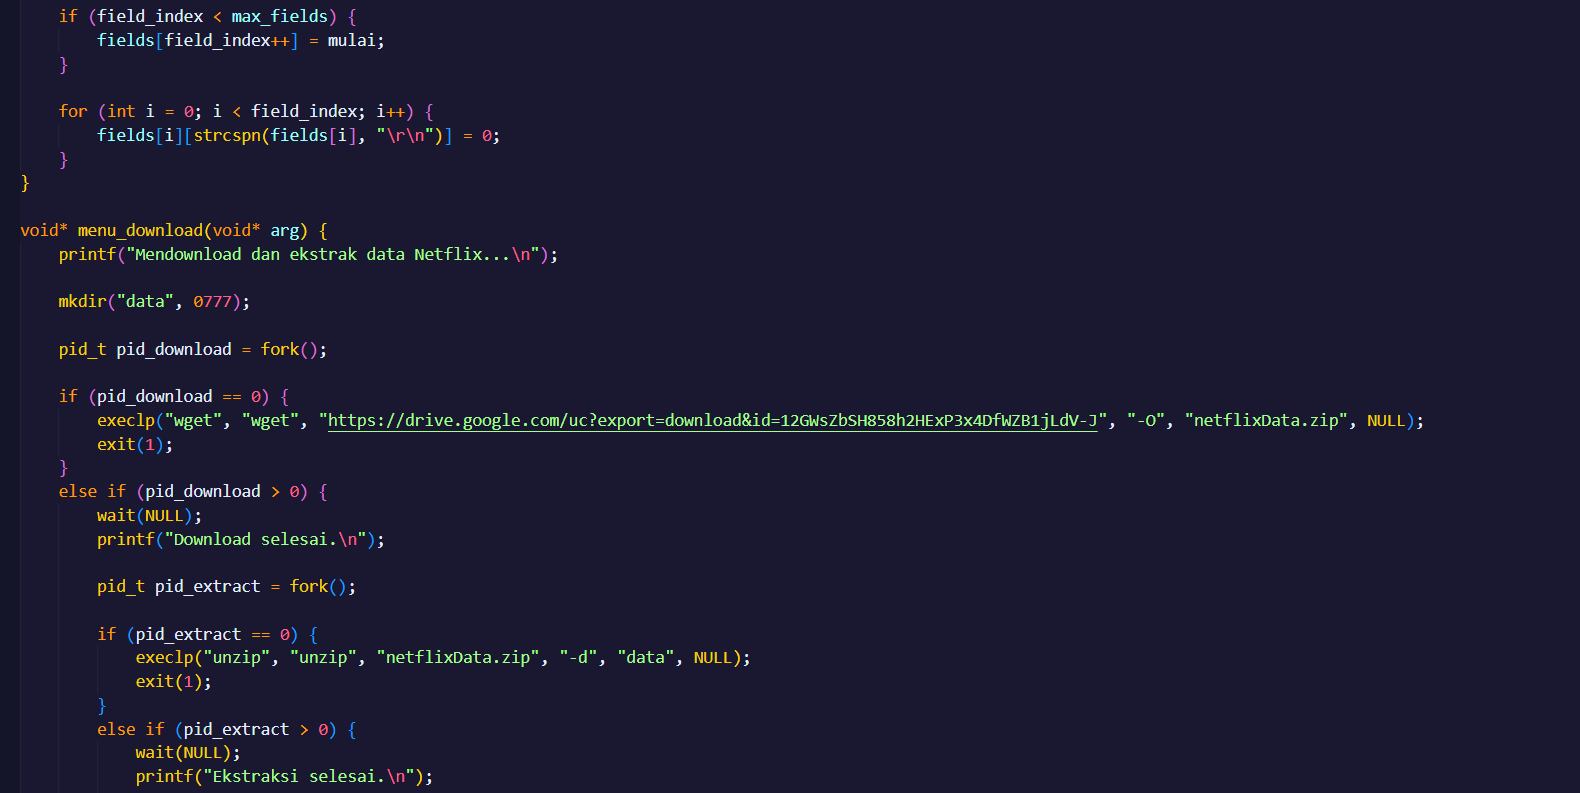 if (field_index < max_fields) {
fields[field_index++] = mulai;
}
for (int i = 0; i < field_index; i++) {
fields[i][strcspn(fields[i], "\r\n")] = 0;
}
}
void* menu_download(void* arg) {
printf("Mendownload dan ekstrak data Netflix...\n");
mkdir("data", 0777);
pid_t pid_download = fork();
if (pid_download == 0) {
execlp("wget", "wget", "https://drive.google.com/uc?export=download&id=12GWsZbSH858h2HExP3x4DfWZB1jLdV-J", "-O", "netflixData.zip", NULL);
exit(1);
}
else if (pid_download > 0) {
wait(NULL);
printf("Download selesai.\n");
pid_t pid_extract = fork();
if (pid_extract == 0) {
execlp("unzip", "unzip", "netflixData.zip", "-d", "data", NULL);
exit(1);
}
else if (pid_extract > 0) {
wait(NULL);
printf("Ekstraksi selesai.\n");